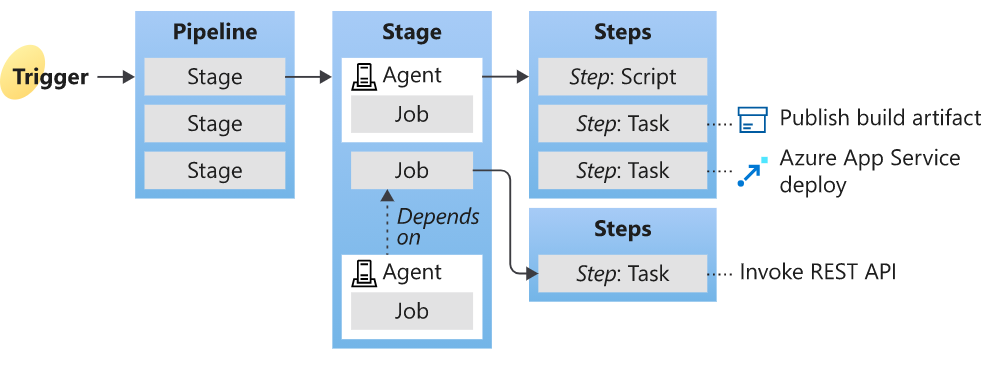 Trigger
Pipeline
Stage
Stage
Stage
Stage
Agent
Job
Job
Depends
on
Agent
Job
Steps
Step: Script
Step: Task
Step: Task
Publish build artifact
Azure App Service
deploy
Steps
Step: Task
Invoke REST API